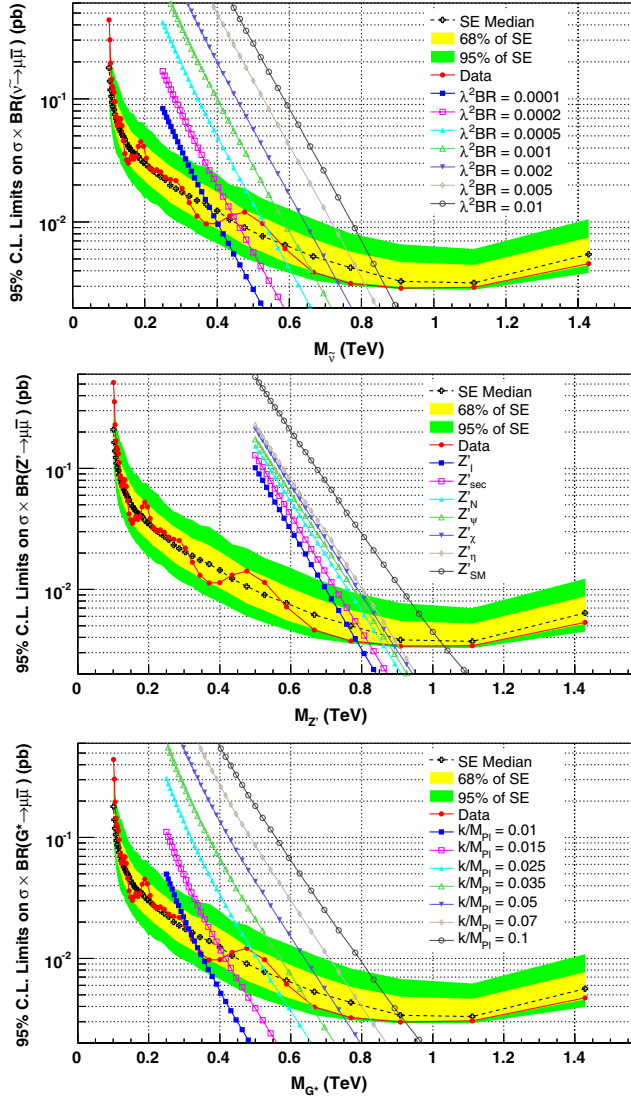 95% C.L. Limits on σ× BR(ν̃→μμ̅) (pb)
10⁻¹
10⁻²
SE Median
68% of SE
95% of SE
Data
λ²BR = 0.0001
λ²BR = 0.0002
λ²BR = 0.0005
λ²BR = 0.001
λ²BR = 0.002
λ²BR = 0.005
λ²BR = 0.01
0 0.2 0.4 0.6 0.8 1 1.2 1.4
M_ν̃ (TeV)
95% C.L. Limits on σ× BR(Z'→μμ̅) (pb)
10⁻¹
10⁻²
SE Median
68% of SE
95% of SE
Data
Z'_I
Z'_sec
Z'_N
Z'_ψ
Z'_χ
Z'_η
Z'_SM
0 0.2 0.4 0.6 0.8 1 1.2 1.4
M_Z' (TeV)
95% C.L. Limits on σ× BR(G*→μμ̅) (pb)
10⁻¹
10⁻²
SE Median
68% of SE
95% of SE
Data
k/M_Pl = 0.01
k/M_Pl = 0.015
k/M_Pl = 0.025
k/M_Pl = 0.035
k/M_Pl = 0.05
k/M_Pl = 0.07
k/M_Pl = 0.1
0 0.2 0.4 0.6 0.8 1 1.2 1.4
M_G* (TeV)